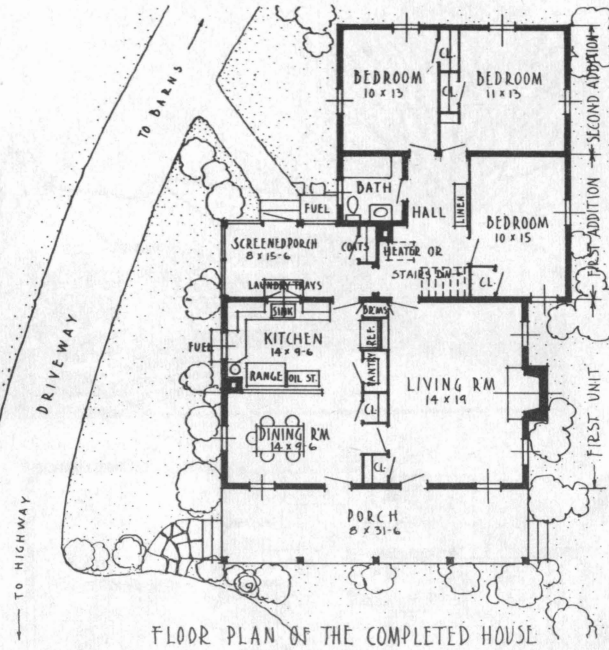 TO BARNS
BEDROOM
10 X 13
CL.
CL.
BEDROOM
11 X 13
SECOND ADDITION
BATH
FUEL
HALL
LINEN
BEDROOM
10 X 15
FIRST ADDITION
SCREENED PORCH
8 X 15-6
COATS
HEATER OR
STAIRS DN.
CL.
LAUNDRY TRAYS
SINK
BR'MS
FUEL
KITCHEN
14 X 9-6
REF.
PANTRY
RANGE
OIL ST.
LIVING R'M
14 X 19
CL.
DINING R'M
14 X 9-6
CL.
FIRST UNIT
DRIVEWAY
PORCH
8 X 31-6
TO HIGHWAY
FLOOR PLAN OF THE COMPLETED HOUSE